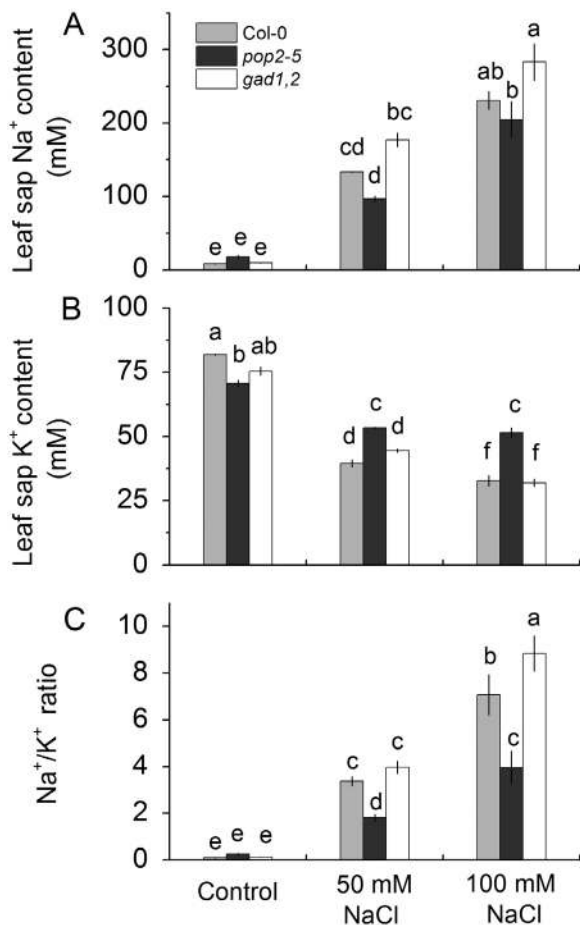 A
Col-0
pop2-5
gad1,2
Leaf sap Na⁺ content
(mM)
300
200
100
0
e e e
cd d bc
ab b a
B
Leaf sap K⁺ content
(mM)
100
75
50
25
0
a b ab
d c d
f c f
C
Na⁺/K⁺ ratio
10
8
6
4
2
0
e e e
c d c
b c a
Control
50 mM
NaCl
100 mM
NaCl